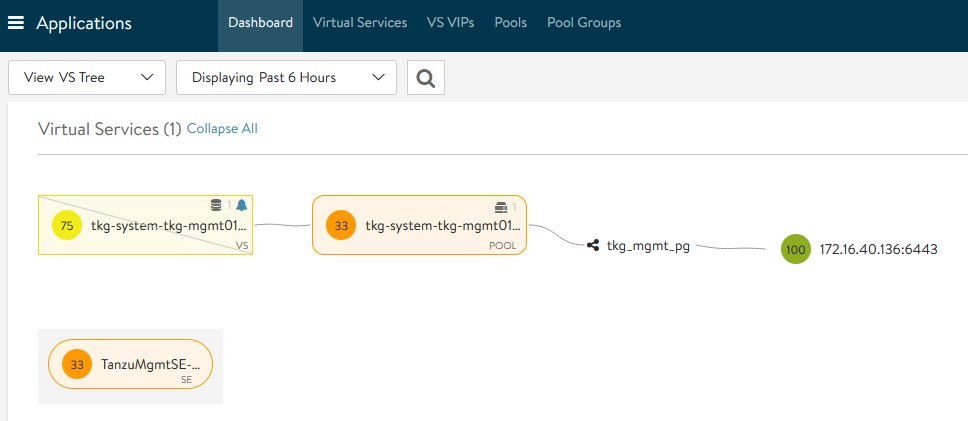 Applications
Dashboard
Virtual Services
VS VIPs
Pools
Pool Groups
View VS Tree
Displaying Past 6 Hours
Virtual Services (1) Collapse All
1
75 tkg-system-tkg-mgmt01...
VS
1
33 tkg-system-tkg-mgmt01...
POOL
tkg_mgmt_pg
100 172.16.40.136:6443
33 TanzuMgmtSE-...
SE